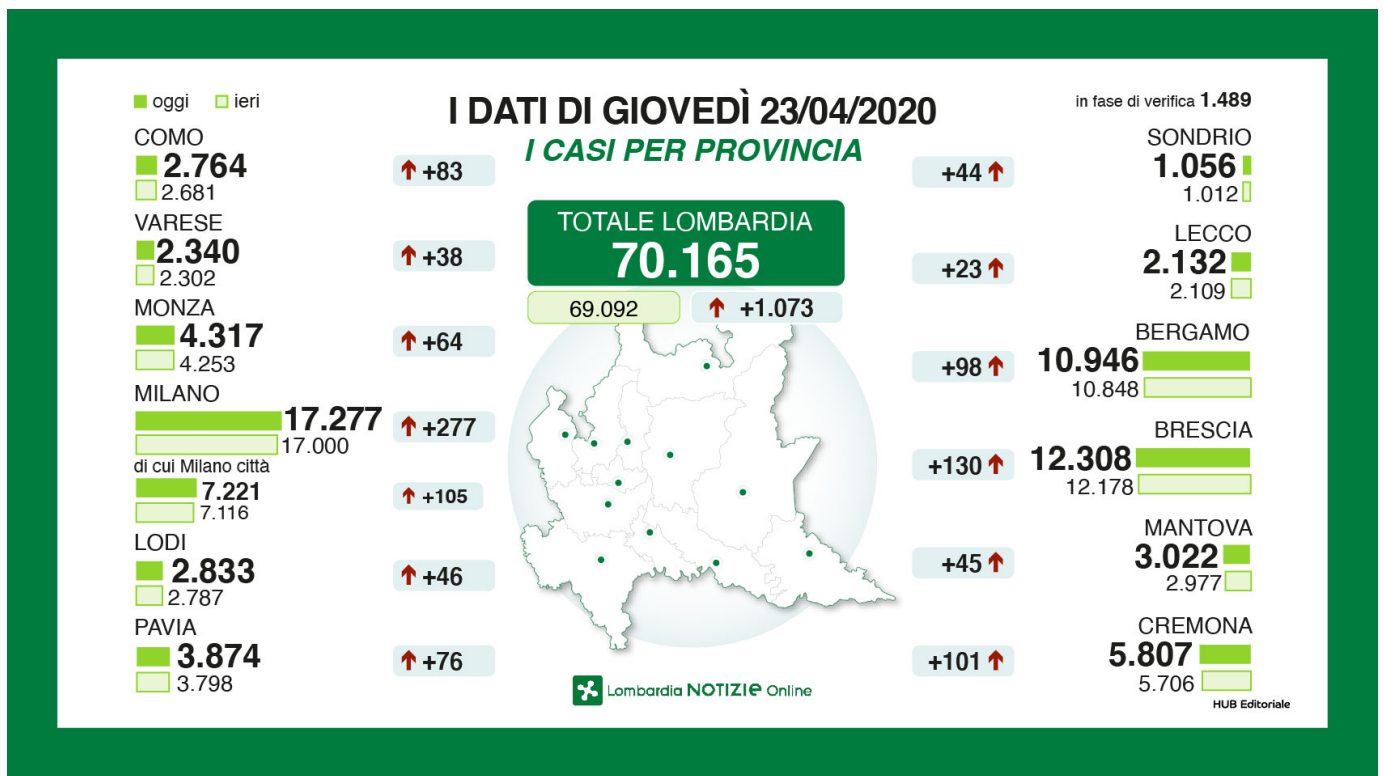 oggi ieri
I DATI DI GIOVEDÌ 23/04/2020
I CASI PER PROVINCIA
in fase di verifica 1.489
TOTALE LOMBARDIA
70.165
69.092 +1.073
COMO
2.764 +83
2.681
VARESE
2.340 +38
2.302
MONZA
4.317 +64
4.253
MILANO
17.277 +277
17.000
di cui Milano città
7.221 +105
7.116
LODI
2.833 +46
2.787
PAVIA
3.874 +76
3.798
SONDRIO
+44 1.056
1.012
LECCO
+23 2.132
2.109
BERGAMO
+98 10.946
10.848
BRESCIA
+130 12.308
12.178
MANTOVA
+45 3.022
2.977
CREMONA
+101 5.807
5.706
Lombardia NOTIZIE Online
HUB Editoriale